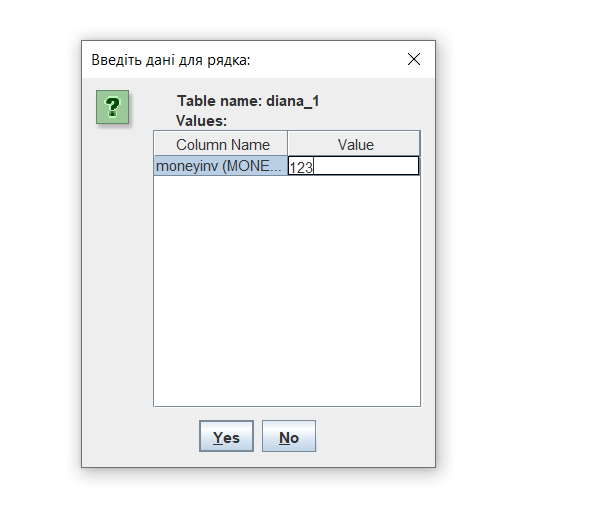 Введіть дані для рядка:
?
Table name: diana_1
Values:
Column Name Value
moneyinv (MONE... 123
Yes No